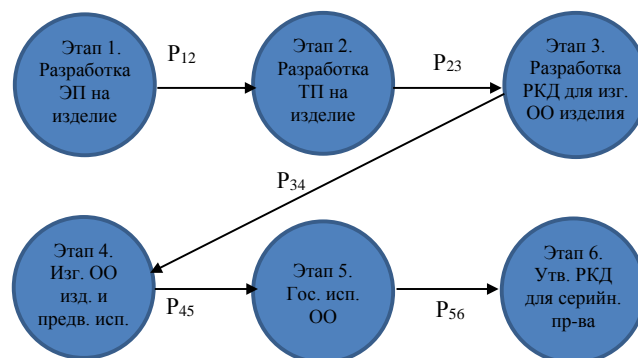 Этап 1.
Разработка
ЭП на
изделие
P12
Этап 2.
Разработка
ТП на
изделие
P23
Этап 3.
Разработка
РКД для изг.
ОО изделия
P34
Этап 4.
Изг. ОО
изд. и
предв. исп.
P45
Этап 5.
Гос. исп.
ОО
P56
Этап 6.
Утв. РКД
для серийн.
пр-ва